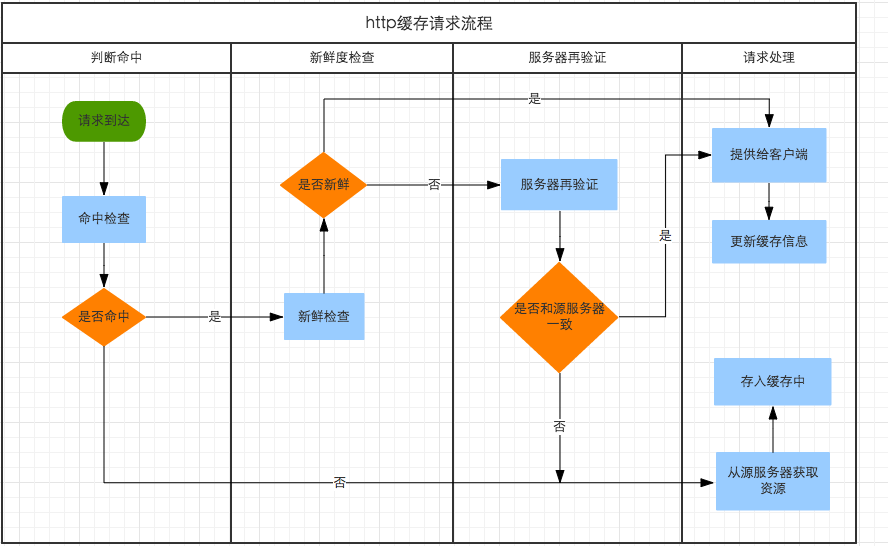 http缓存请求流程
判断命中
新鲜度检查
服务器再验证
请求处理
请求到达
命中检查
是否命中
是
否
新鲜检查
是否新鲜
是
否
服务器再验证
是否和源服务器
一致
是
否
提供给客户端
更新缓存信息
存入缓存中
从源服务器获取
资源